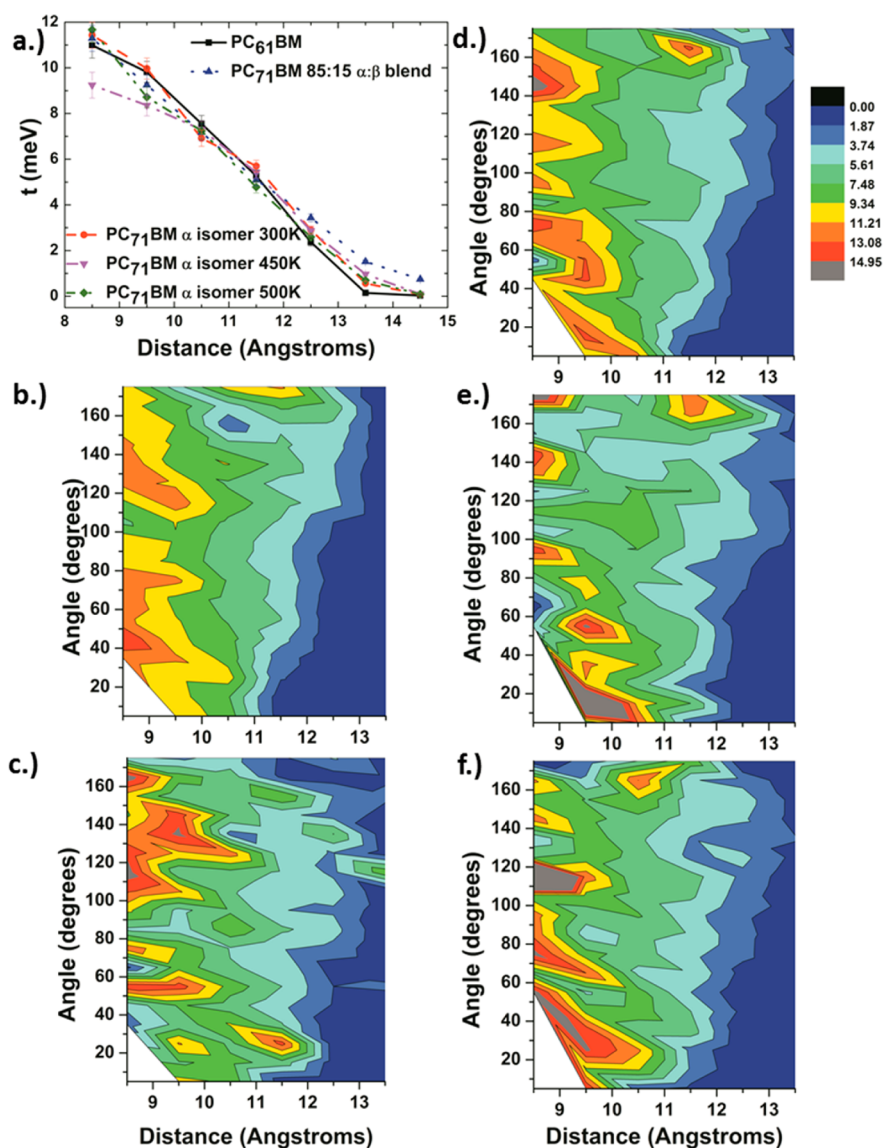 a.)
PC61BM
PC71BM 85:15 α:β blend
PC71BM α isomer 300K
PC71BM α isomer 450K
PC71BM α isomer 500K
t (meV)
12
10
8
6
4
2
0
8 9 10 11 12 13 14 15
Distance (Angstroms)
d.)
Angle (degrees)
160
140
120
100
80
60
40
20
9 10 11 12 13
0.00
1.87
3.74
5.61
7.48
9.34
11.21
13.08
14.95
b.)
Angle (degrees)
160
140
120
100
80
60
40
20
9 10 11 12 13
e.)
Angle (degrees)
160
140
120
100
80
60
40
20
9 10 11 12 13
c.)
Angle (degrees)
160
140
120
100
80
60
40
20
9 10 11 12 13
Distance (Angstroms)
f.)
Angle (degrees)
160
140
120
100
80
60
40
20
9 10 11 12 13
Distance (Angstroms)